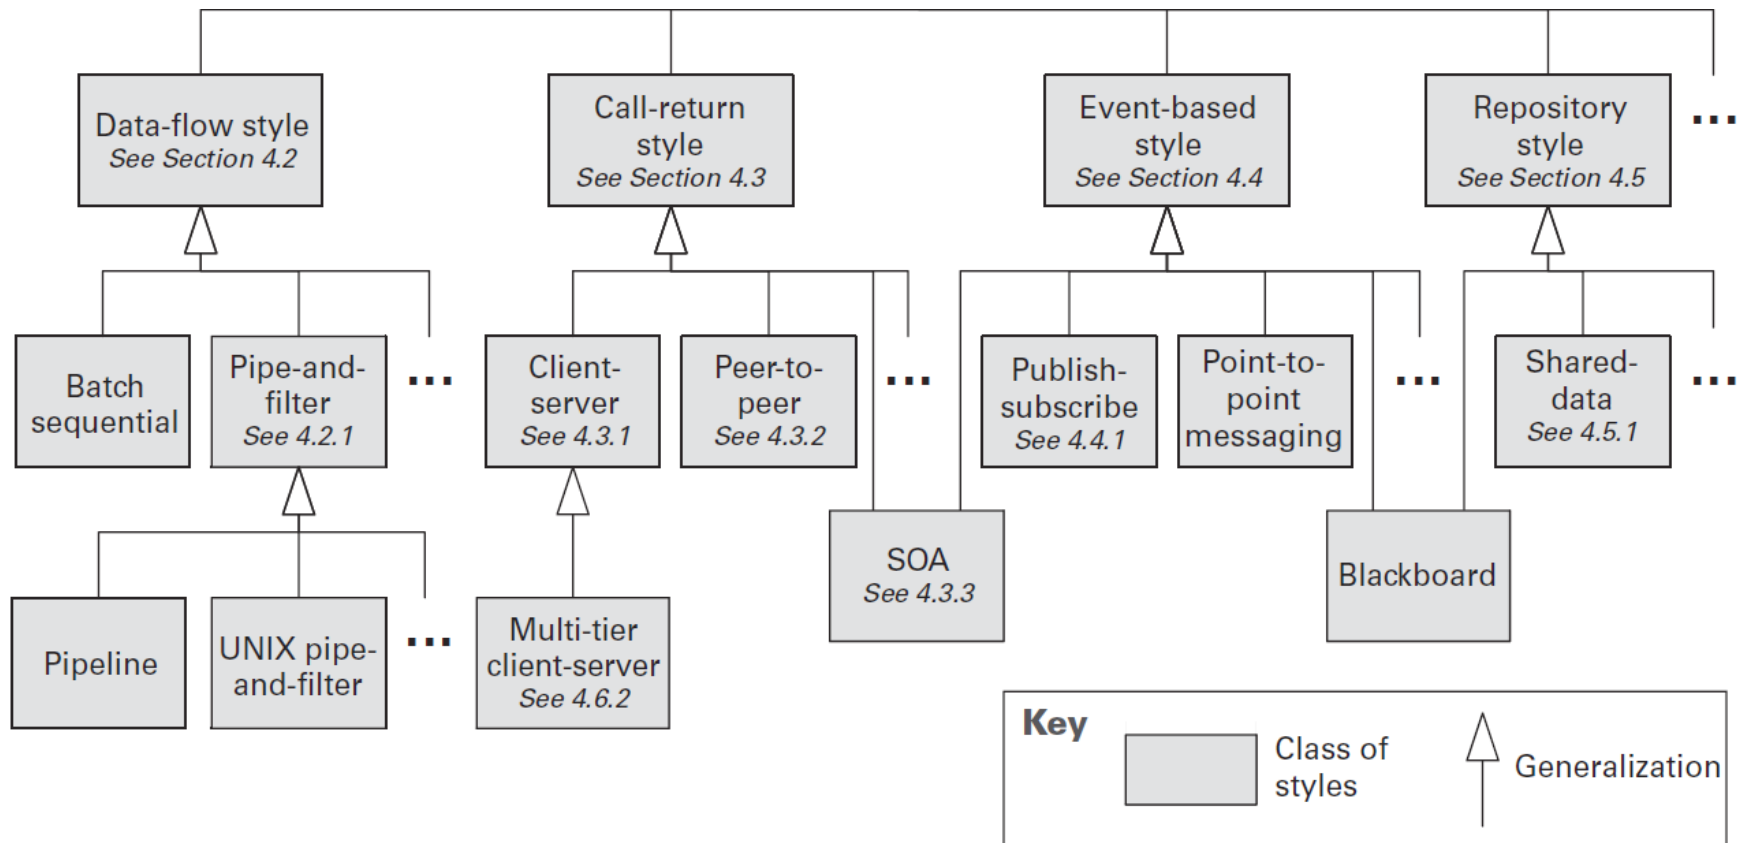 Data-flow style
See Section 4.2
Call-return
style
See Section 4.3
Event-based
style
See Section 4.4
Repository
style
See Section 4.5
...
Batch
sequential
Pipe-and-
filter
See 4.2.1
...
Client-
server
See 4.3.1
Peer-to-
peer
See 4.3.2
...
Publish-
subscribe
See 4.4.1
Point-to-
point
messaging
...
Shared-
data
See 4.5.1
...
SOA
See 4.3.3
Blackboard
Pipeline
UNIX pipe-
and-filter
...
Multi-tier
client-server
See 4.6.2
Key
Class of
styles
Generalization